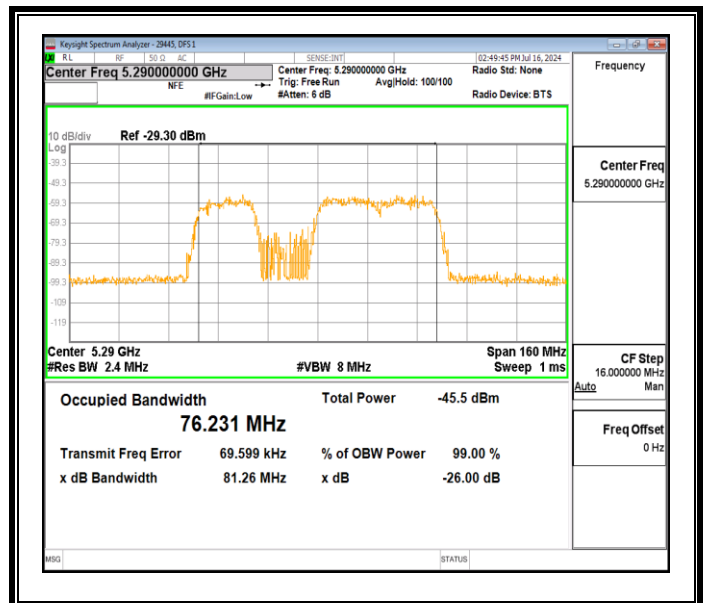 Keysight Spectrum Analyzer - 29445, DFS 1
RL RF 50 Ω AC SENSE:INT 02:49:45 PM Jul 16, 2024
Center Freq 5.290000000 GHz Center Freq: 5.290000000 GHz Radio Std: None
NFE Trig: Free Run Avg|Hold: 100/100
#IFGain:Low #Atten: 6 dB Radio Device: BTS
Frequency
10 dB/div Ref -29.30 dBm
Log
-39.3
-49.3
-59.3
-69.3
-79.3
-89.3
-99.3
-109
-119
Center 5.29 GHz Span 160 MHz
#Res BW 2.4 MHz #VBW 8 MHz Sweep 1 ms
Occupied Bandwidth Total Power -45.5 dBm
76.231 MHz
Transmit Freq Error 69.599 kHz % of OBW Power 99.00 %
x dB Bandwidth 81.26 MHz x dB -26.00 dB
Center Freq
5.290000000 GHz
CF Step
16.000000 MHz
Auto Man
Freq Offset
0 Hz
MSG STATUS